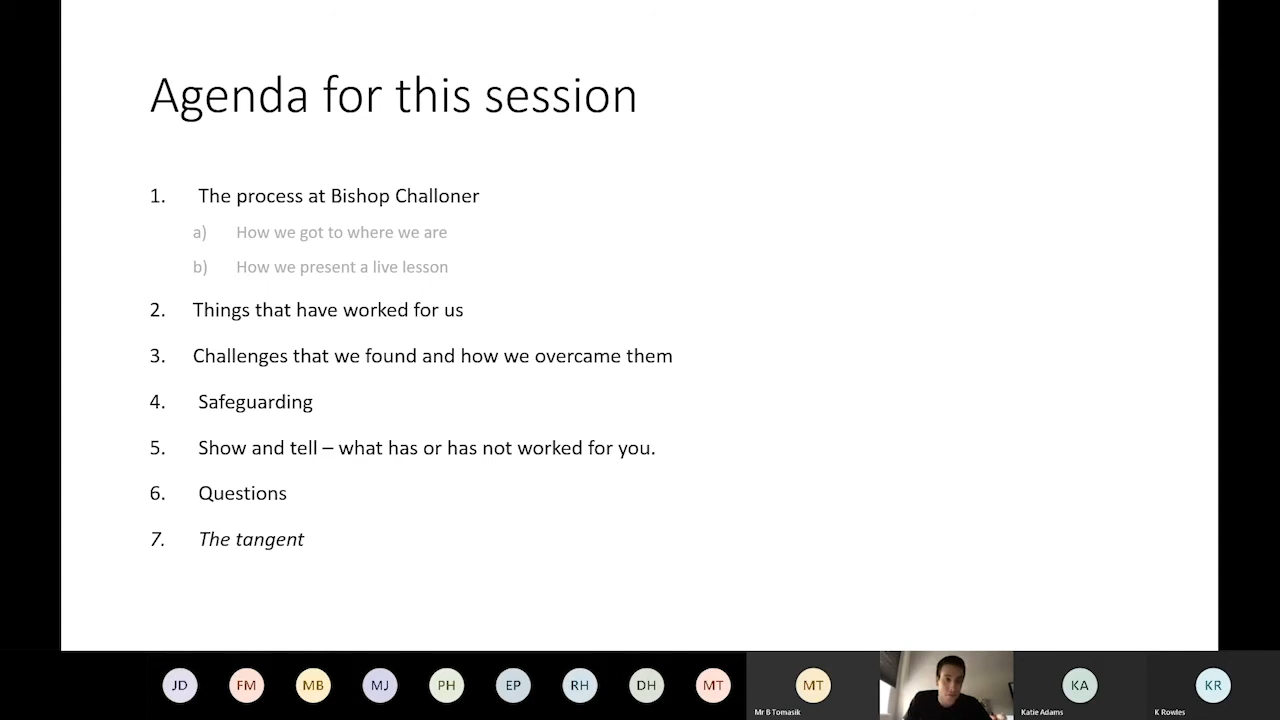 Agenda for this session
1. The process at Bishop Challoner
a) How we got to where we are
b) How we present a live lesson
2. Things that have worked for us
3. Challenges that we found and how we overcame them
4. Safeguarding
5. Show and tell – what has or has not worked for you.
6. Questions
7. The tangent
JD FM MB MJ PH EP RH DH MT MT KA KR
Mr B Tomasik Katie Adams K Rowles